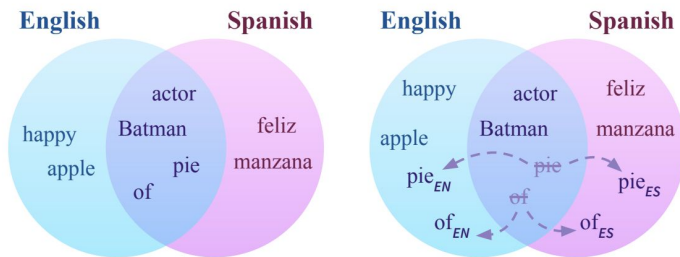 English Spanish
actor
Batman
happy
apple
pie
of
feliz
manzana
English Spanish
happy
apple
actor
Batman
pie
of
feliz
manzana
pieEN
pieES
ofEN
ofES